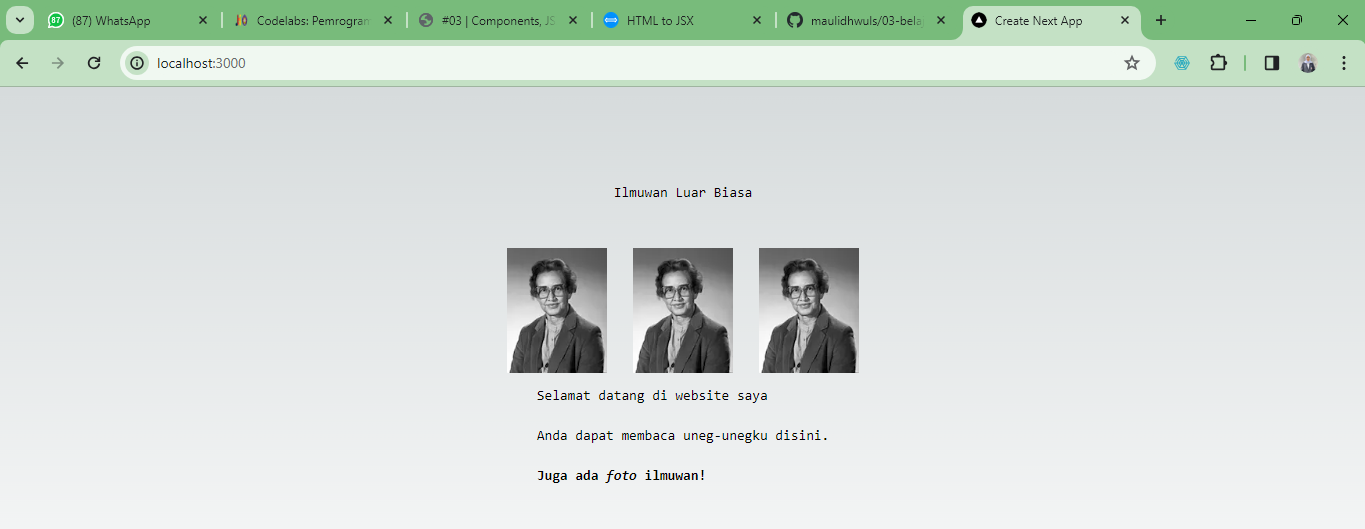 (87) WhatsApp
Codelabs: Pemrogram
#03 | Components, JS
HTML to JSX
maulidhwuls/03-bela
Create Next App
localhost:3000
Ilmuwan Luar Biasa
Selamat datang di website saya
Anda dapat membaca uneg-unegku disini.
Juga ada foto ilmuwan!